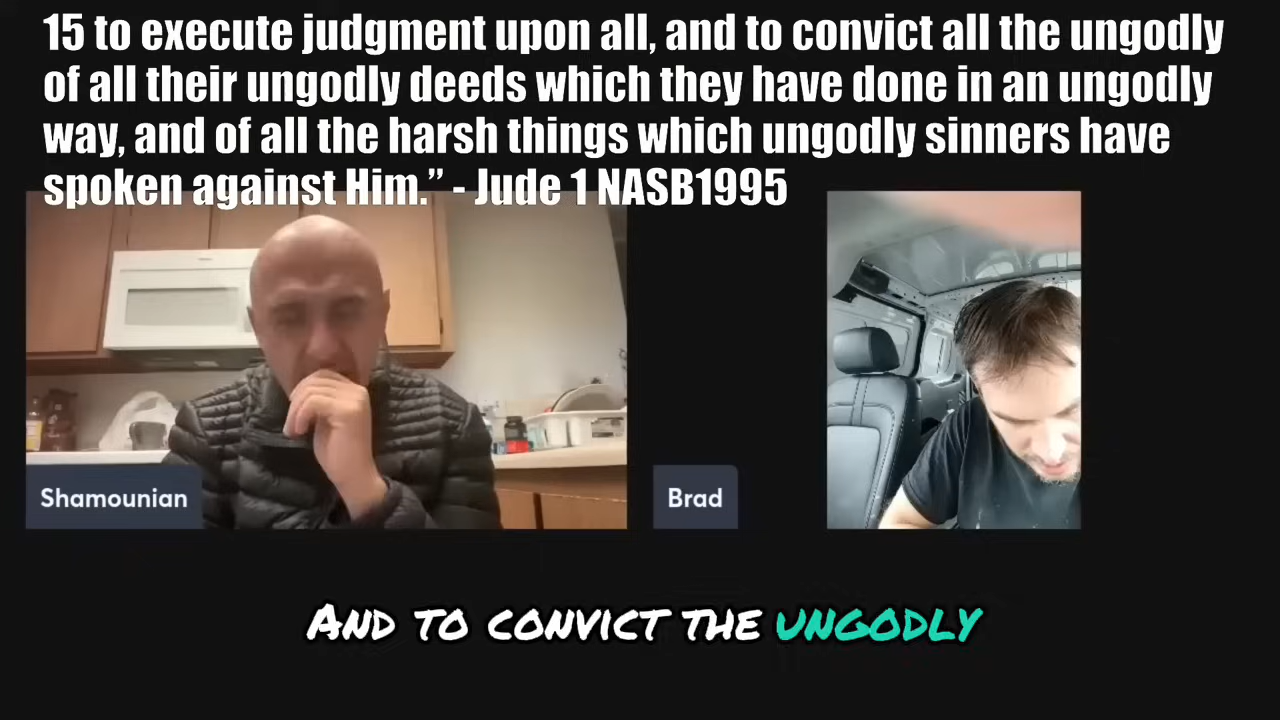 15 to execute judgment upon all, and to convict all the ungodly
of all their ungodly deeds which they have done in an ungodly
way, and of all the harsh things which ungodly sinners have
spoken against Him.” - Jude 1 NASB1995
Shamounian
Brad
AND TO CONVICT THE UNGODLY